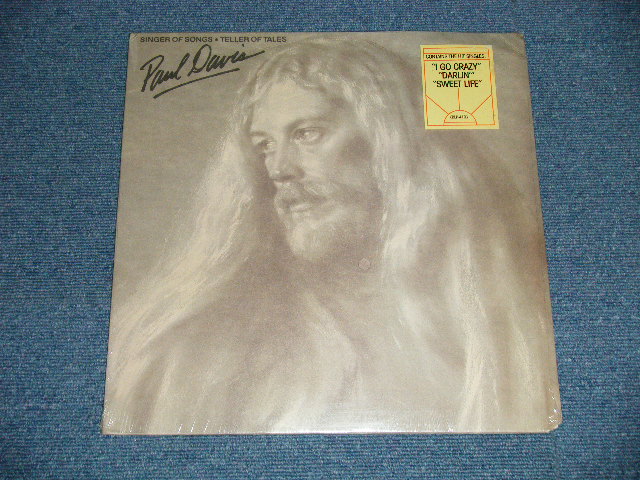 SINGER OF SONGS • TELLER OF TALES
Paul Davis
CONTAINS THE HIT SINGLES:
"I GO CRAZY"
"DARLIN'"
"SWEET LIFE"